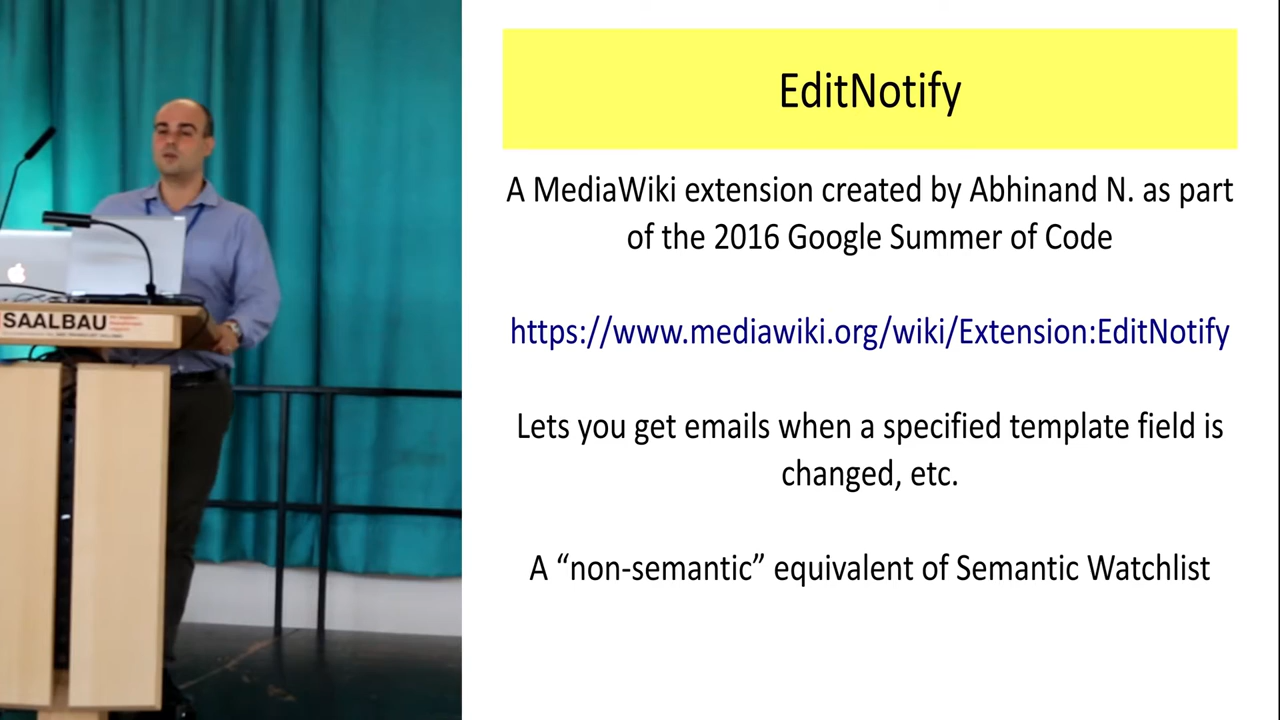 EditNotify
A MediaWiki extension created by Abhinand N. as part
of the 2016 Google Summer of Code
https://www.mediawiki.org/wiki/Extension:EditNotify
Lets you get emails when a specified template field is
changed, etc.
A “non-semantic” equivalent of Semantic Watchlist
SAALBAU